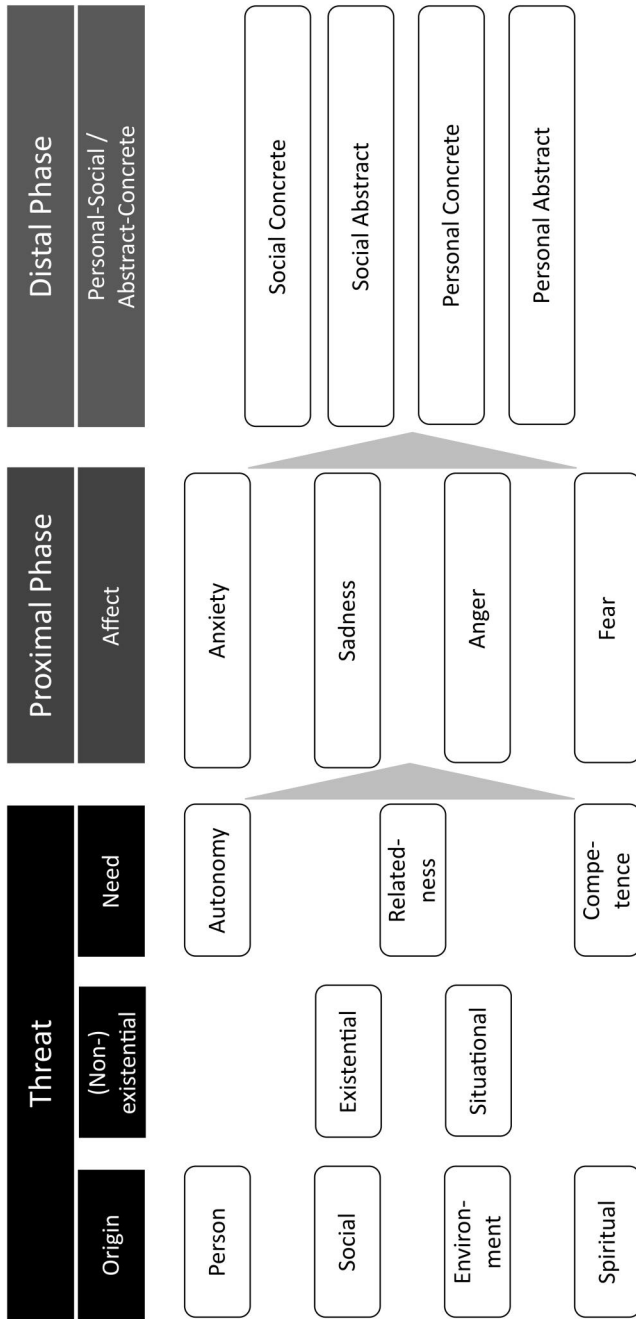 Threat
Proximal Phase
Distal Phase
Origin
(Non-)
existential
Need
Affect
Personal-Social /
Abstract-Concrete
Person
Social
Environ-
ment
Spiritual
Existential
Situational
Autonomy
Related-
ness
Compe-
tence
Anxiety
Sadness
Anger
Fear
Social Concrete
Social Abstract
Personal Concrete
Personal Abstract